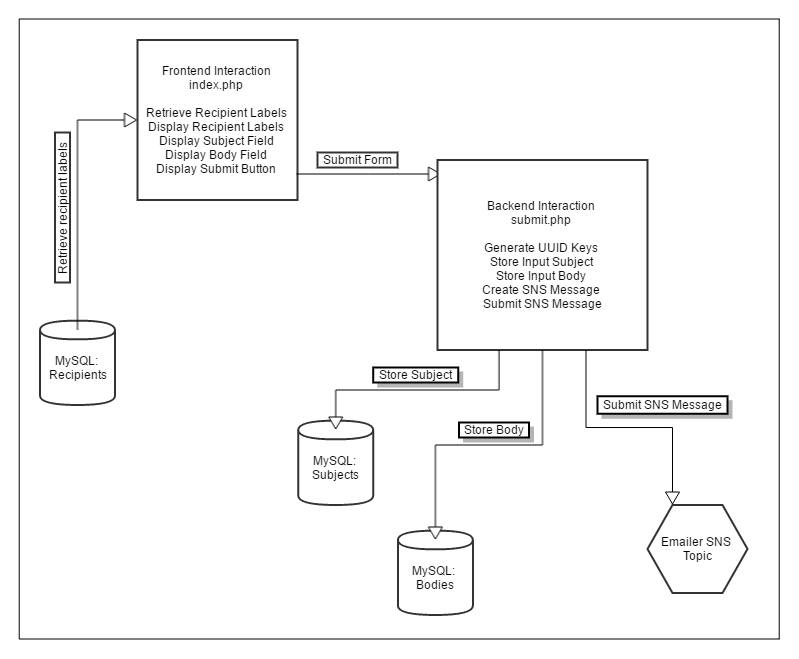 Frontend Interaction
index.php
Retrieve Recipient Labels
Display Recipient Labels
Display Subject Field
Display Body Field
Display Submit Button
Retrieve recipient labels
Submit Form
Backend Interaction
submit.php
Generate UUID Keys
Store Input Subject
Store Input Body
Create SNS Message
Submit SNS Message
MySQL:
Recipients
Store Subject
Submit SNS Message
Store Body
MySQL:
Subjects
Emailer SNS
Topic
MySQL:
Bodies